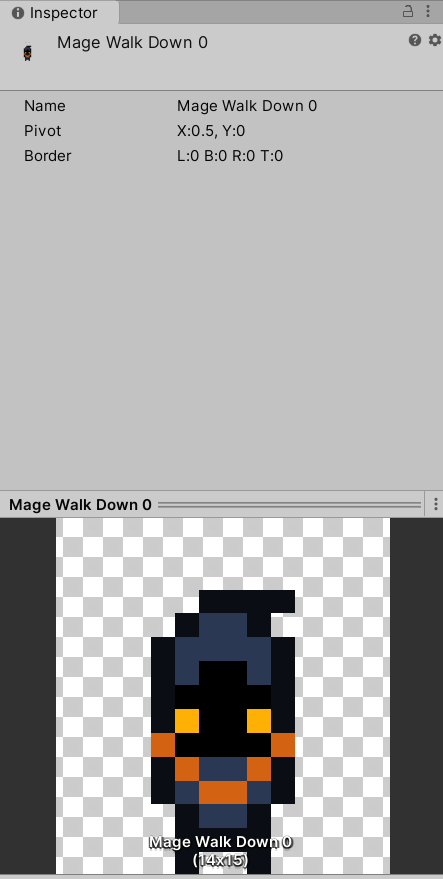 Inspector
Mage Walk Down 0
Name Mage Walk Down 0
Pivot X:0.5, Y:0
Border L:0 B:0 R:0 T:0
Mage Walk Down 0
Mage Walk Down 0
(14x15)